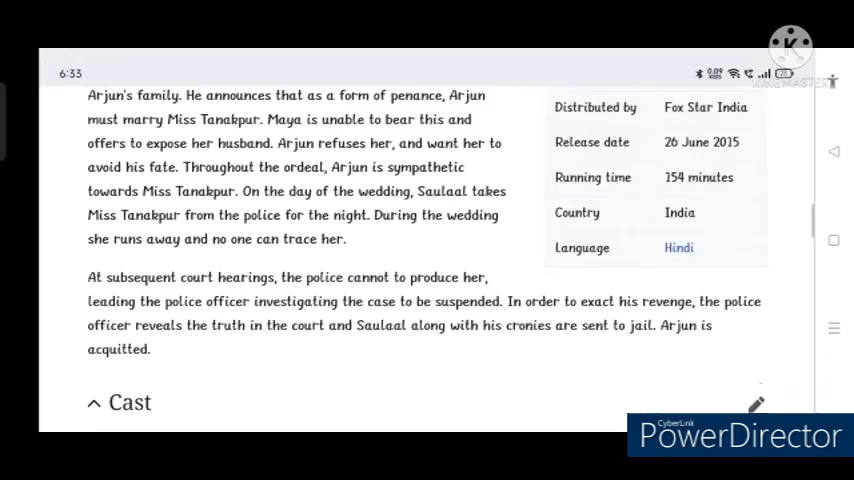 6:33
0.09
KB/S
23
K
KINEMASTER
Arjun's family. He announces that as a form of penance, Arjun
must marry Miss Tanakpur. Maya is unable to bear this and
offers to expose her husband. Arjun refuses her, and want her to
avoid his fate. Throughout the ordeal, Arjun is sympathetic
towards Miss Tanakpur. On the day of the wedding, Saulaal takes
Miss Tanakpur from the police for the night. During the wedding
she runs away and no one can trace her.
Distributed by Fox Star India
Release date 26 June 2015
Running time 154 minutes
Country India
Language Hindi
At subsequent court hearings, the police cannot to produce her,
leading the police officer investigating the case to be suspended. In order to exact his revenge, the police
officer reveals the truth in the court and Saulaal along with his cronies are sent to jail. Arjun is
acquitted.
Cast
CyberLink
PowerDirector